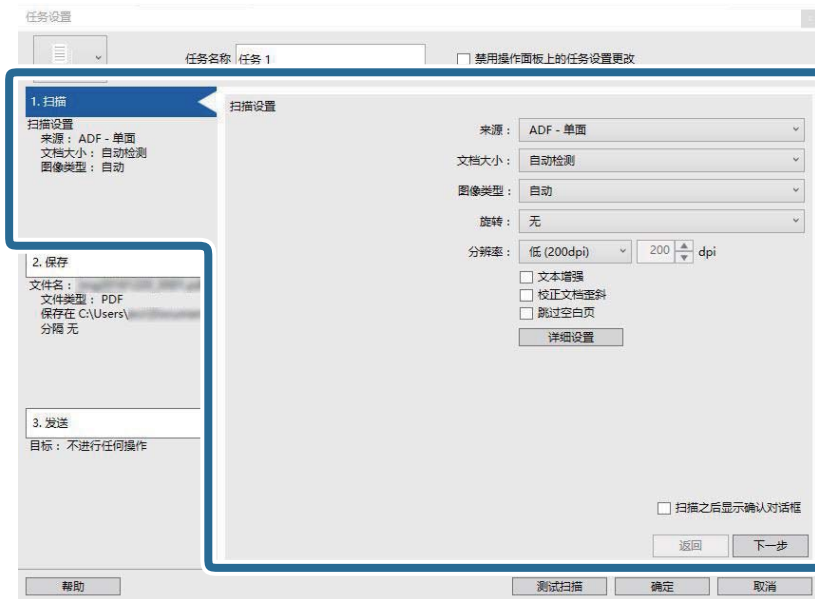 任务设置
任务名称 任务 1
禁用操作面板上的任务设置更改
1. 扫描
扫描设置
来源： ADF - 单面
文档大小： 自动检测
图像类型： 自动
2. 保存
文件名：
文件类型： PDF
保存在 C:\Users\
分隔 无
3. 发送
目标： 不进行任何操作
扫描设置
来源： ADF - 单面
文档大小： 自动检测
图像类型： 自动
旋转： 无
分辨率： 低 (200dpi) 200 dpi
文本增强
校正文档歪斜
跳过空白页
详细设置
扫描之后显示确认对话框
返回 下一步
帮助 测试扫描 确定 取消